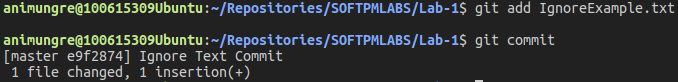 animungre@100615309Ubuntu:~/Repositories/SOFTPMLABS/Lab-1$ git add IgnoreExample.txt
animungre@100615309Ubuntu:~/Repositories/SOFTPMLABS/Lab-1$ git commit
[master e9f2874] Ignore Text Commit
 1 file changed, 1 insertion(+)